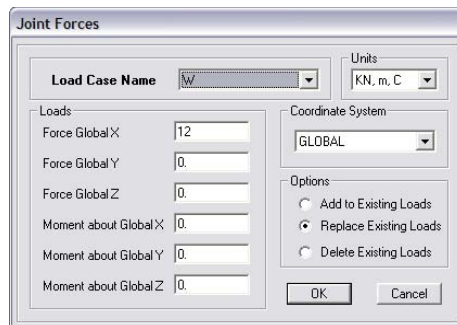 Joint Forces
Units
Load Case Name W KN, m, C
Loads
Force Global X 12
Force Global Y 0.
Force Global Z 0.
Moment about Global X 0.
Moment about Global Y 0.
Moment about Global Z 0.
Coordinate System
GLOBAL
Options
Add to Existing Loads
Replace Existing Loads
Delete Existing Loads
OK Cancel